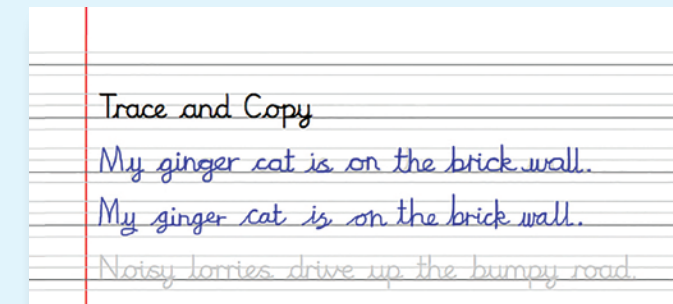 Trace and Copy
My ginger cat is on the brick wall.
My ginger cat is on the brick wall.
Noisy lorries drive up the bumpy road.